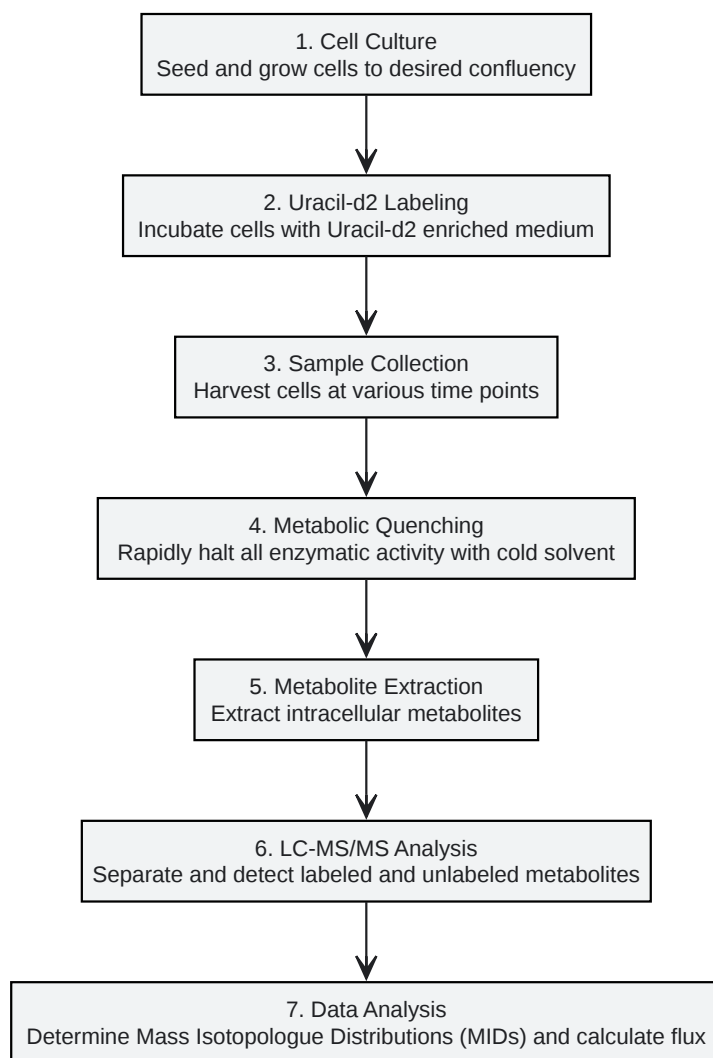 1. Cell Culture
Seed and grow cells to desired confluency
2. Uracil-d2 Labeling
Incubate cells with Uracil-d2 enriched medium
3. Sample Collection
Harvest cells at various time points
4. Metabolic Quenching
Rapidly halt all enzymatic activity with cold solvent
5. Metabolite Extraction
Extract intracellular metabolites
6. LC-MS/MS Analysis
Separate and detect labeled and unlabeled metabolites
7. Data Analysis
Determine Mass Isotopologue Distributions (MIDs) and calculate flux